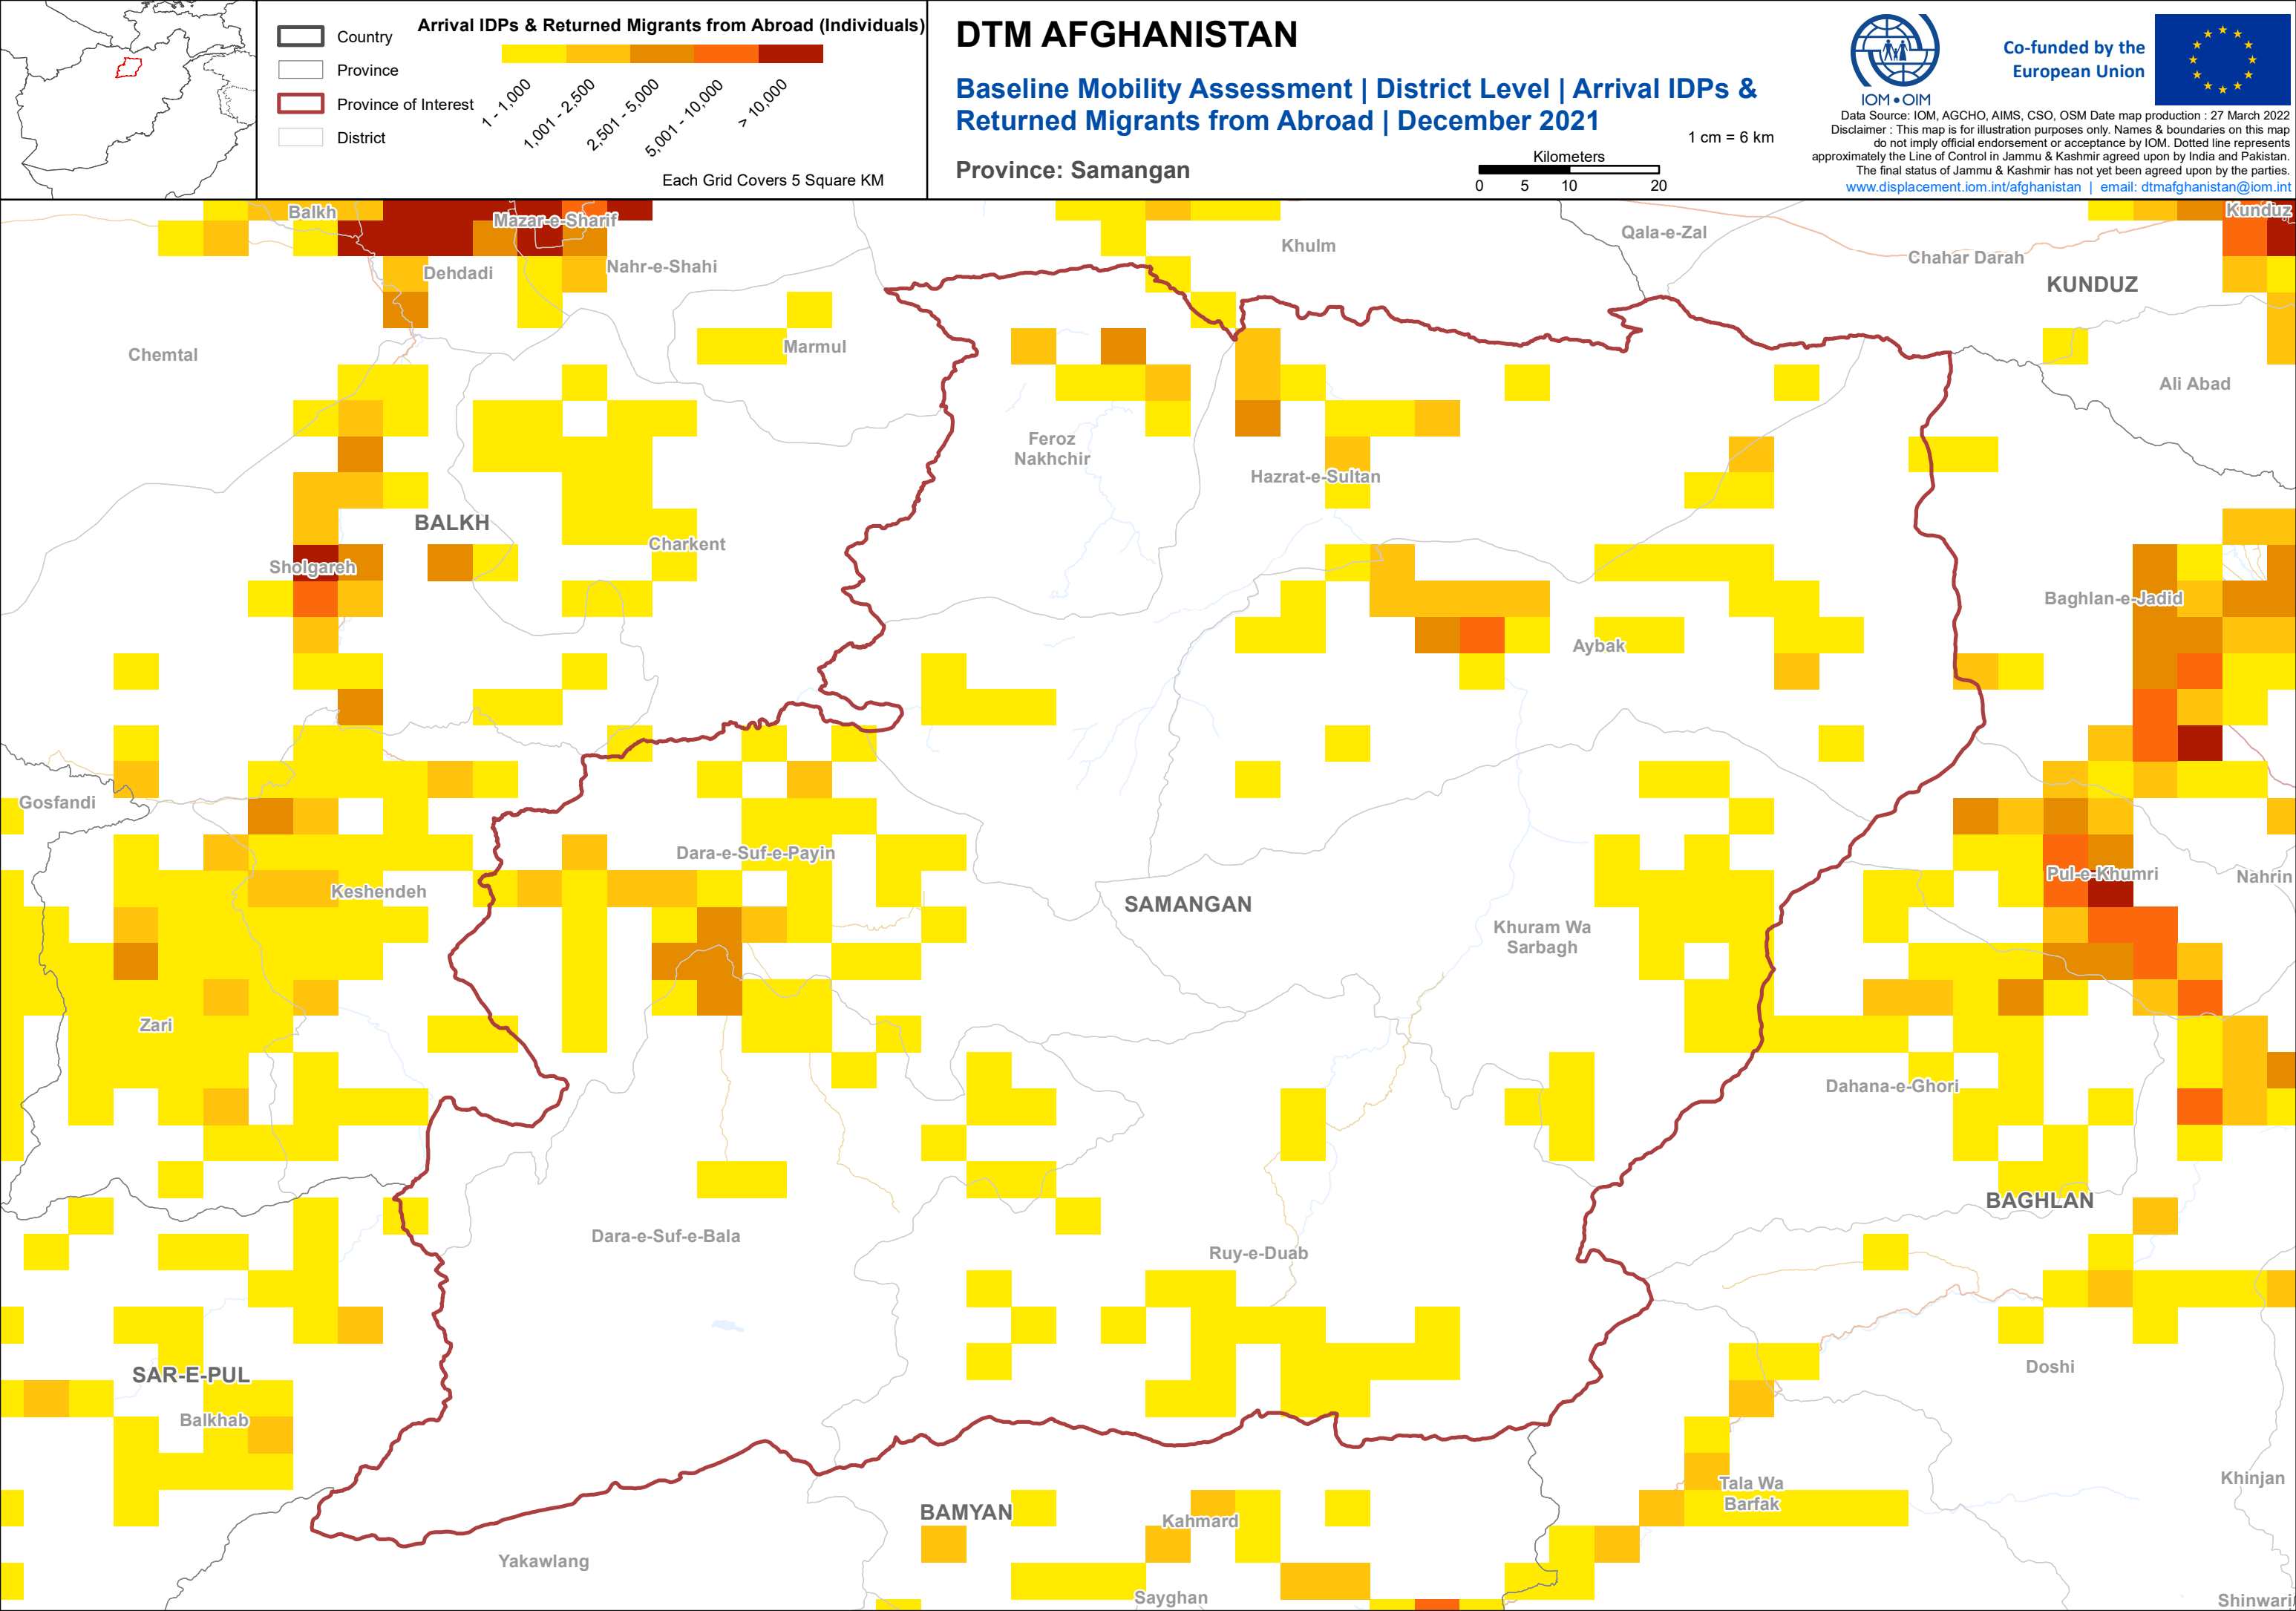 Country
Province
Province of Interest
District
Arrival IDPs & Returned Migrants from Abroad (Individuals)
1 - 1,000
1,001 - 2,500
2,501 - 5,000
5,001 - 10,000
> 10,000
Each Grid Covers 5 Square KM
DTM AFGHANISTAN
Baseline Mobility Assessment | District Level | Arrival IDPs &
Returned Migrants from Abroad | December 2021
Province: Samangan
1 cm = 6 km
Kilometers
0 5 10 20
IOM • OIM
Co-funded by the
European Union
Data Source: IOM, AGCHO, AIMS, CSO, OSM Date map production : 27 March 2022
Disclaimer : This map is for illustration purposes only. Names & boundaries on this map
do not imply official endorsement or acceptance by IOM. Dotted line represents
approximately the Line of Control in Jammu & Kashmir agreed upon by India and Pakistan.
The final status of Jammu & Kashmir has not yet been agreed upon by the parties.
www.displacement.iom.int/afghanistan | email: dtmafghanistan@iom.int
Balkh
Mazar-e-Sharif
Kunduz
Khulm
Qala-e-Zal
Chahar Darah
Dehdadi
Nahr-e-Shahi
KUNDUZ
Chemtal
Marmul
Ali Abad
Feroz
Nakhchir
Hazrat-e-Sultan
BALKH
Charkent
Sholgareh
Baghlan-e-Jadid
Aybak
Gosfandi
Dara-e-Suf-e-Payin
Keshendeh
Pul-e-Khumri
Nahrin
SAMANGAN
Khuram Wa
Sarbagh
Zari
Dahana-e-Ghori
BAGHLAN
Dara-e-Suf-e-Bala
Ruy-e-Duab
SAR-E-PUL
Doshi
Balkhab
Tala Wa
Barfak
Khinjan
BAMYAN
Kahmard
Yakawlang
Sayghan
Shinwari